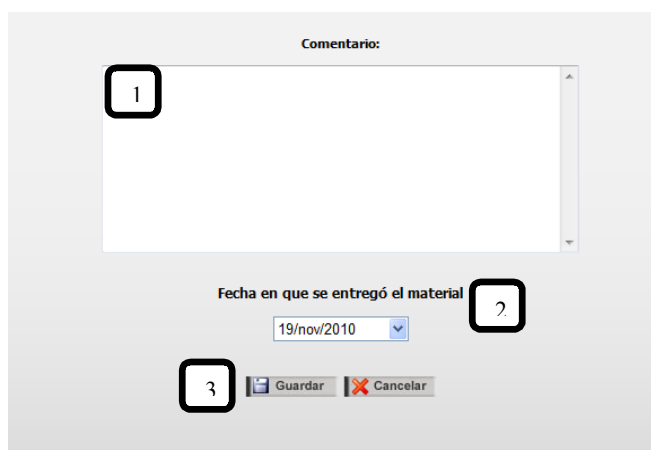 Comentario:
1
Fecha en que se entregó el material
2
19/nov/2010
3
Guardar Cancelar